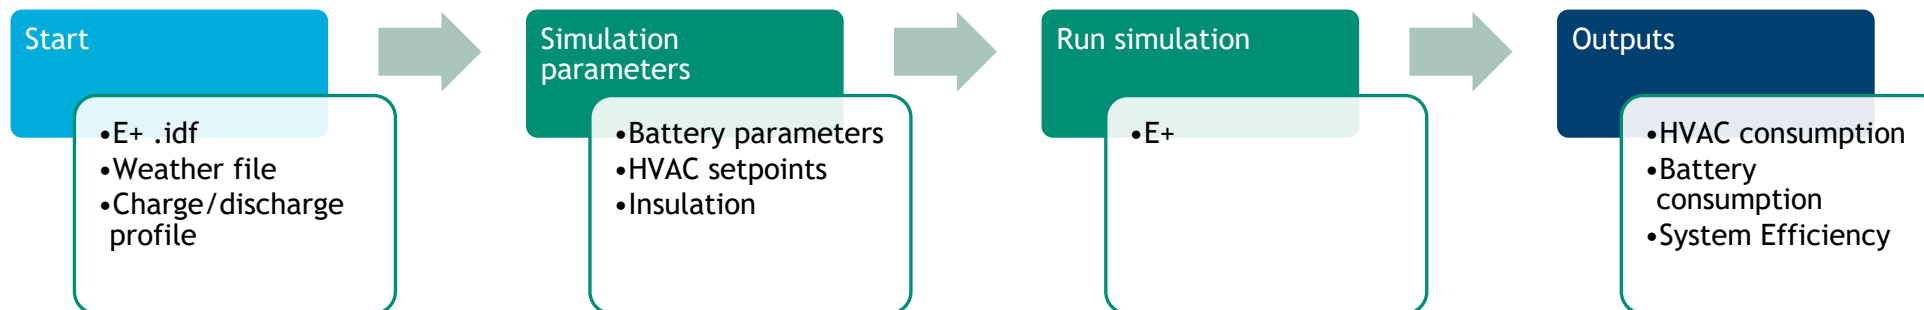 Start
•E+ .idf
•Weather file
•Charge/discharge
profile
Simulation
parameters
•Battery parameters
•HVAC setpoints
•Insulation
Run simulation
•E+
Outputs
•HVAC consumption
•Battery
consumption
•System Efficiency